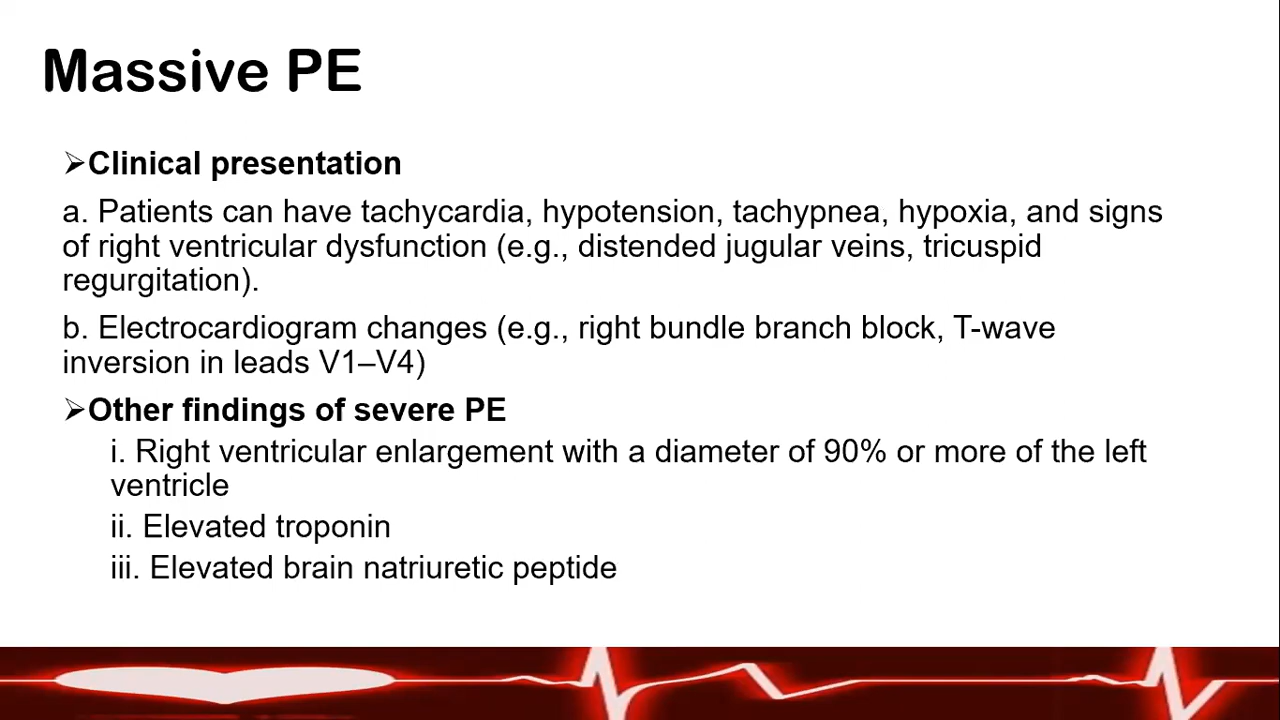 Massive PE
➢Clinical presentation
a. Patients can have tachycardia, hypotension, tachypnea, hypoxia, and signs
of right ventricular dysfunction (e.g., distended jugular veins, tricuspid
regurgitation).
b. Electrocardiogram changes (e.g., right bundle branch block, T-wave
inversion in leads V1–V4)
➢Other findings of severe PE
i. Right ventricular enlargement with a diameter of 90% or more of the left
ventricle
ii. Elevated troponin
iii. Elevated brain natriuretic peptide